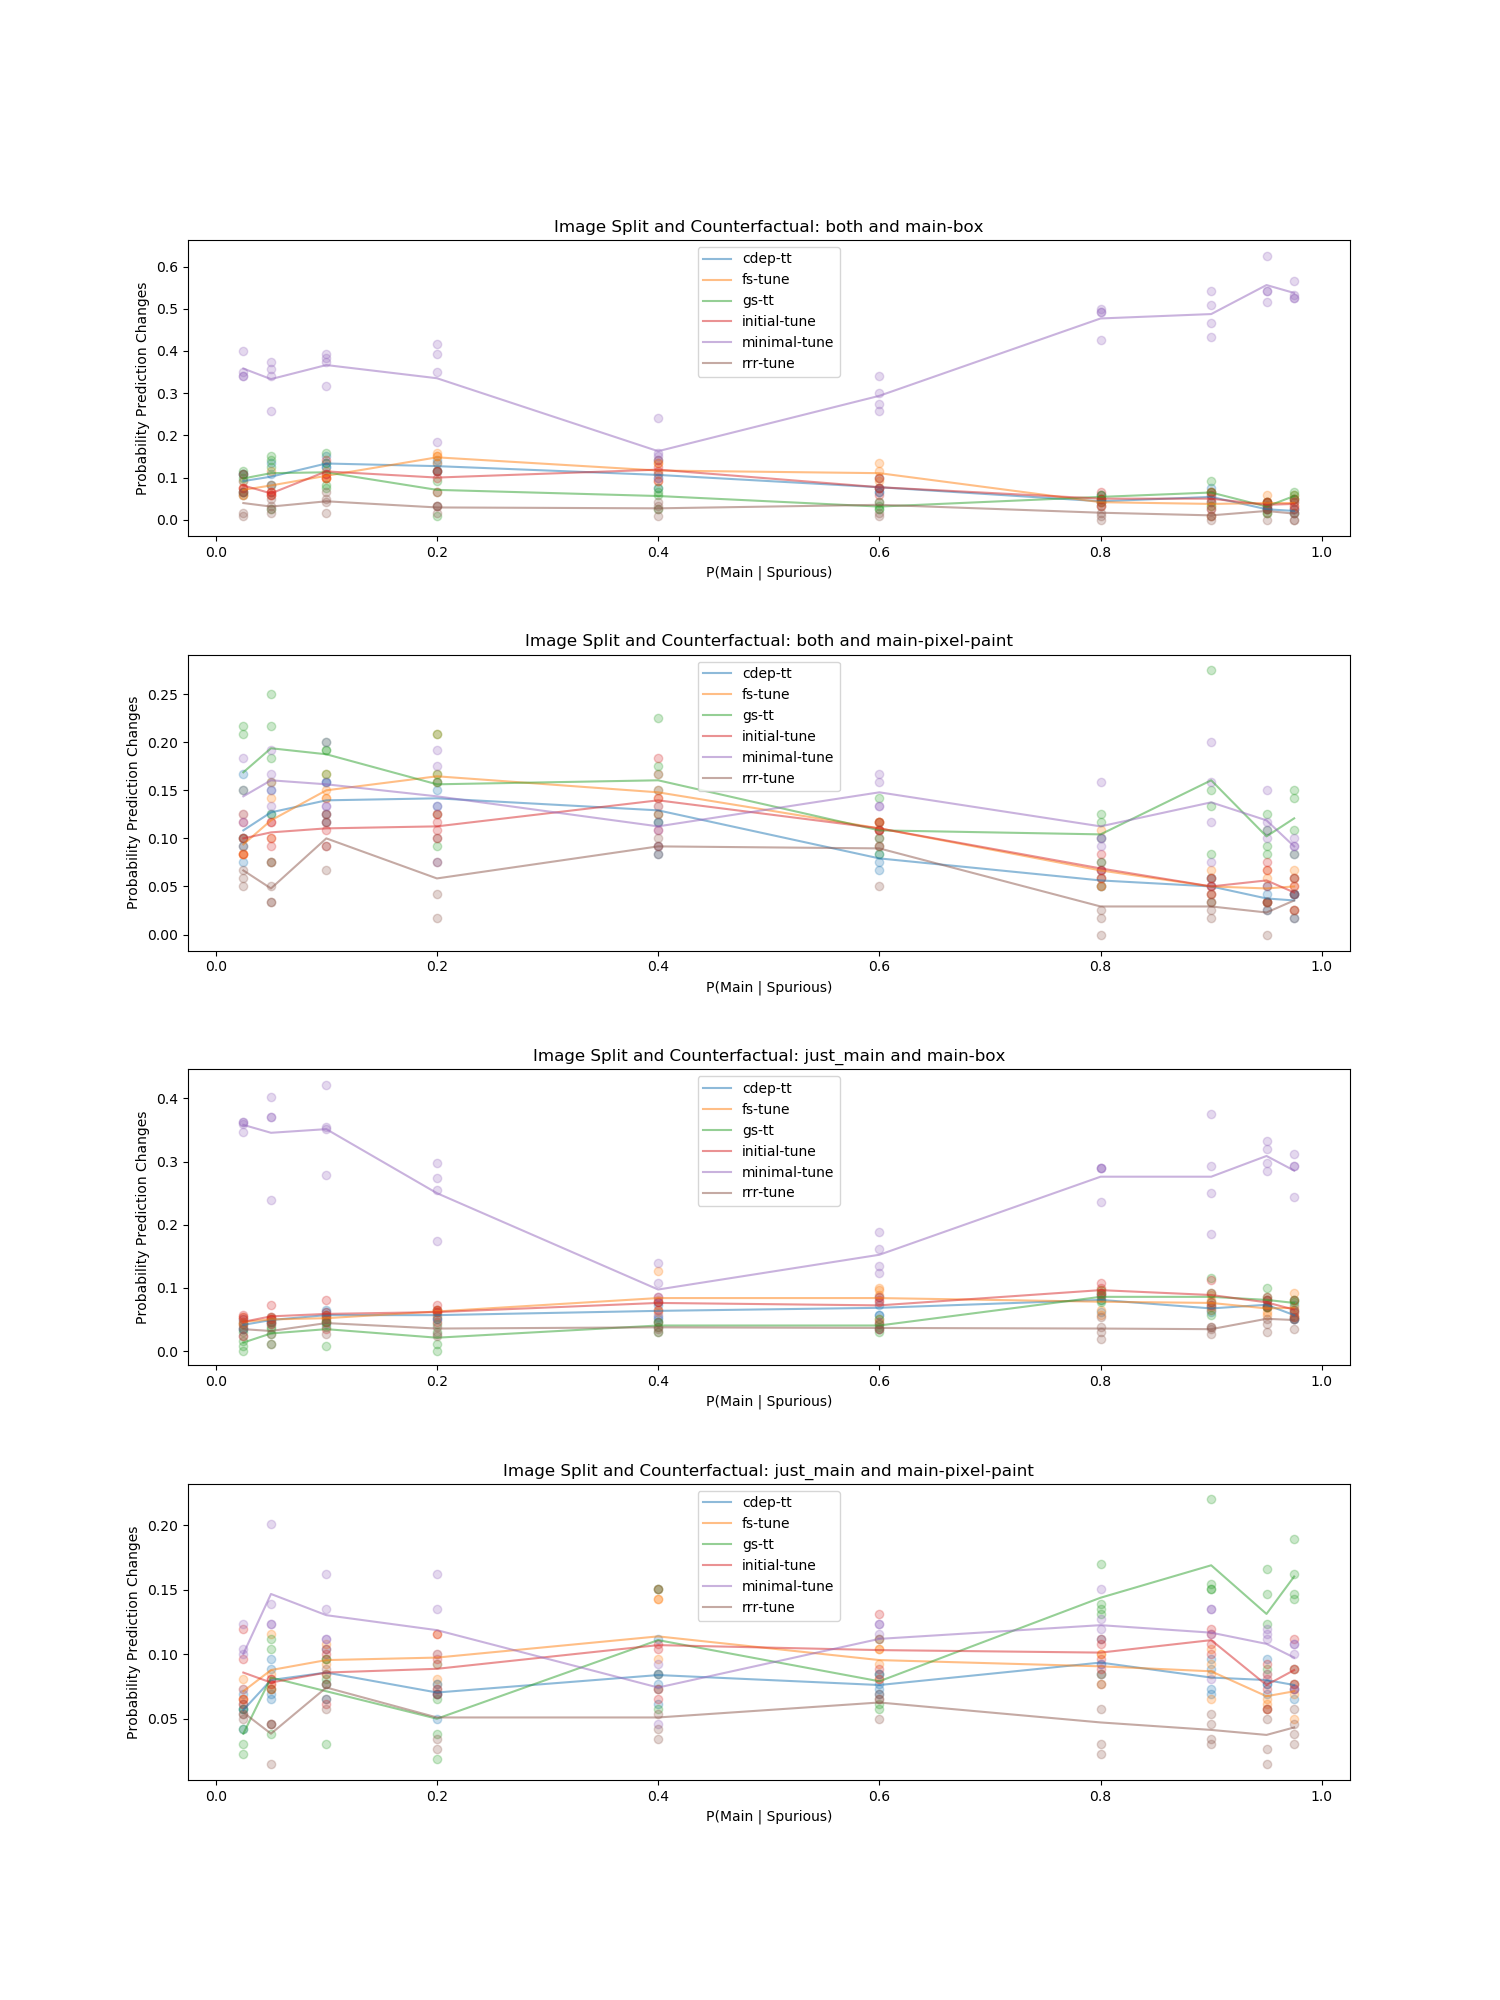 Image Split and Counterfactual: both and main-box
Probability Prediction Changes
0.6
0.5
0.4
0.3
0.2
0.1
0.0
cdep-tt
fs-tune
gs-tt
initial-tune
minimal-tune
rrr-tune
0.0 0.2 0.4 0.6 0.8 1.0
P(Main | Spurious)
Image Split and Counterfactual: both and main-pixel-paint
Probability Prediction Changes
0.25
0.20
0.15
0.10
0.05
0.00
cdep-tt
fs-tune
gs-tt
initial-tune
minimal-tune
rrr-tune
0.0 0.2 0.4 0.6 0.8 1.0
P(Main | Spurious)
Image Split and Counterfactual: just_main and main-box
Probability Prediction Changes
0.4
0.3
0.2
0.1
0.0
cdep-tt
fs-tune
gs-tt
initial-tune
minimal-tune
rrr-tune
0.0 0.2 0.4 0.6 0.8 1.0
P(Main | Spurious)
Image Split and Counterfactual: just_main and main-pixel-paint
Probability Prediction Changes
0.20
0.15
0.10
0.05
cdep-tt
fs-tune
gs-tt
initial-tune
minimal-tune
rrr-tune
0.0 0.2 0.4 0.6 0.8 1.0
P(Main | Spurious)